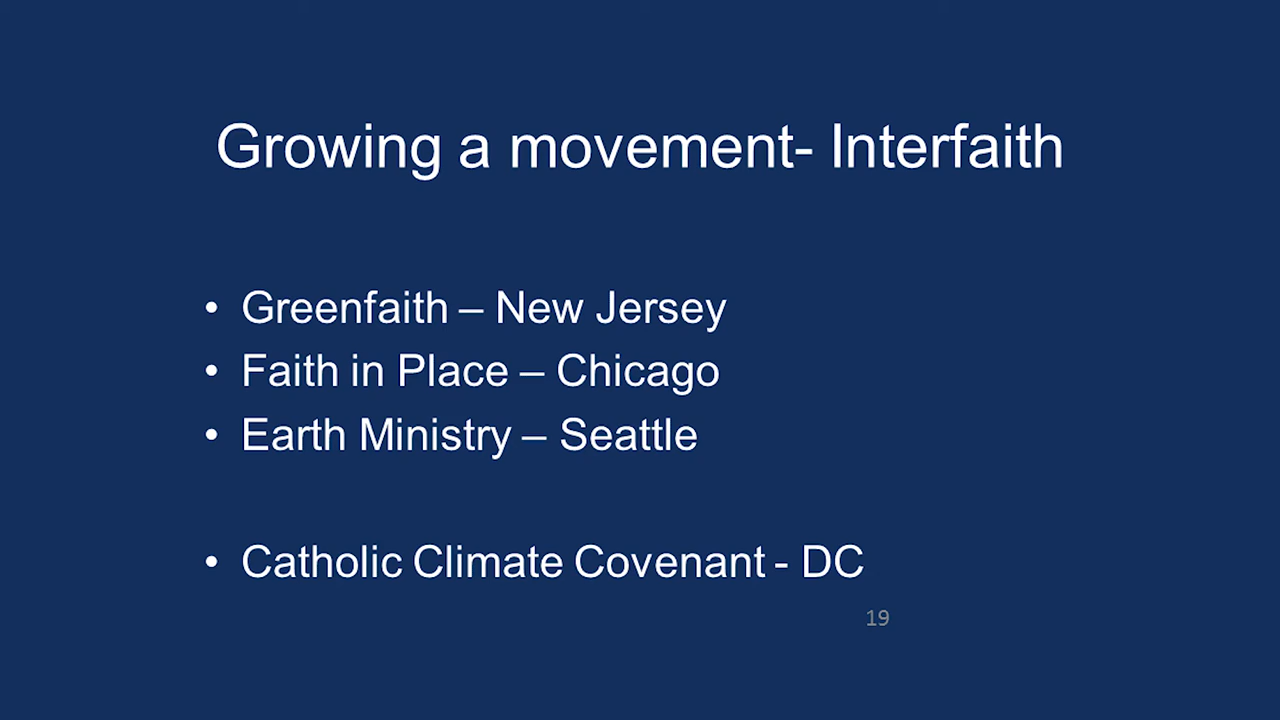 Growing a movement- Interfaith
• Greenfaith – New Jersey
• Faith in Place – Chicago
• Earth Ministry – Seattle
• Catholic Climate Covenant - DC
19